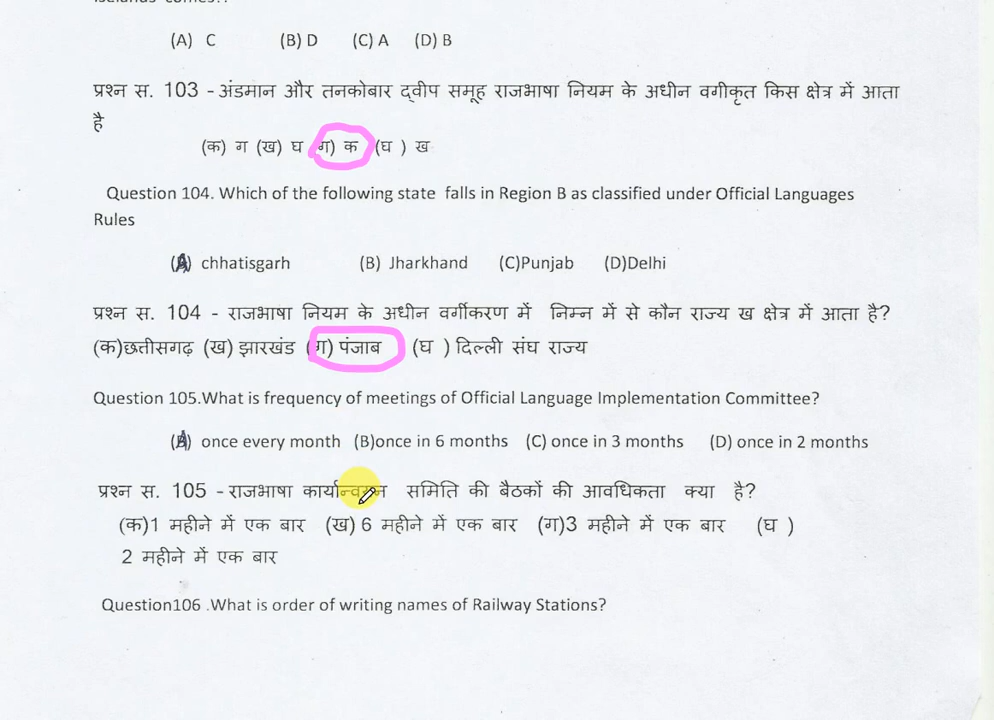 (A) C (B) D (C) A (D) B
प्रश्न स. 103 - अंडमान और तनकोबार द्वीप समूह राजभाषा नियम के अधीन वगीकृत किस क्षेत्र में आता
है
(क) ग (ख) घ ग) क (घ ) ख
Question 104. Which of the following state falls in Region B as classified under Official Languages
Rules
(A) chhatisgarh (B) Jharkhand (C)Punjab (D)Delhi
प्रश्न स. 104 - राजभाषा नियम के अधीन वर्गीकरण में निम्न में से कौन राज्य ख क्षेत्र में आता है?
(क)छतीसगढ़ (ख) झारखंड (ग) पंजाब (घ ) दिल्ली संघ राज्य
Question 105.What is frequency of meetings of Official Language Implementation Committee?
(A) once every month (B)once in 6 months (C) once in 3 months (D) once in 2 months
प्रश्न स. 105 - राजभाषा कार्यान्वयन समिति की बैठकों की आवधिकता क्या है?
(क)1 महीने में एक बार (ख) 6 महीने में एक बार (ग)3 महीने में एक बार (घ )
2 महीने में एक बार
Question106 .What is order of writing names of Railway Stations?